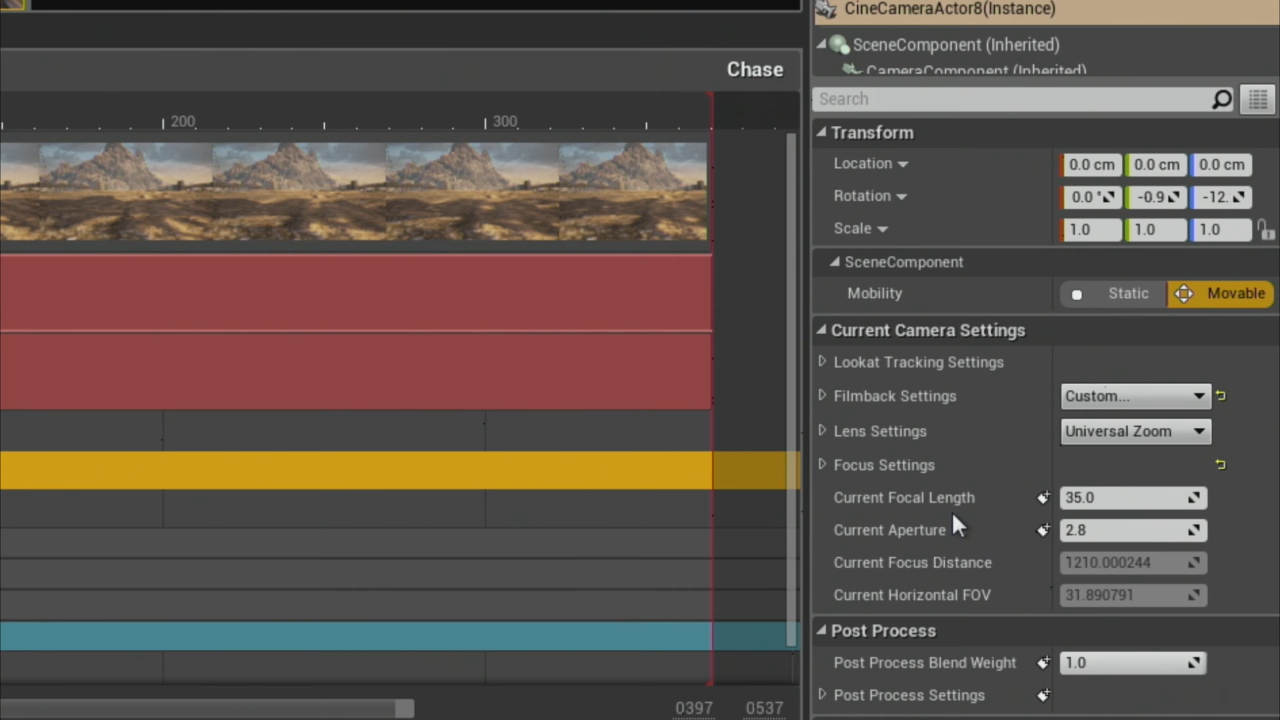 CineCameraActor8(Instance)
SceneComponent (Inherited)
CameraComponent (Inherited)
Chase
Search
200
300
Transform
Location 0.0 cm 0.0 cm 0.0 cm
Rotation 0.0 ° -0.9 -12.
Scale 1.0 1.0 1.0
SceneComponent
Mobility Static Movable
Current Camera Settings
Lookat Tracking Settings
Filmback Settings Custom...
Lens Settings Universal Zoom
Focus Settings
Current Focal Length 35.0
Current Aperture 2.8
Current Focus Distance 1210.000244
Current Horizontal FOV 31.890791
Post Process
Post Process Blend Weight 1.0
Post Process Settings
0397 0537